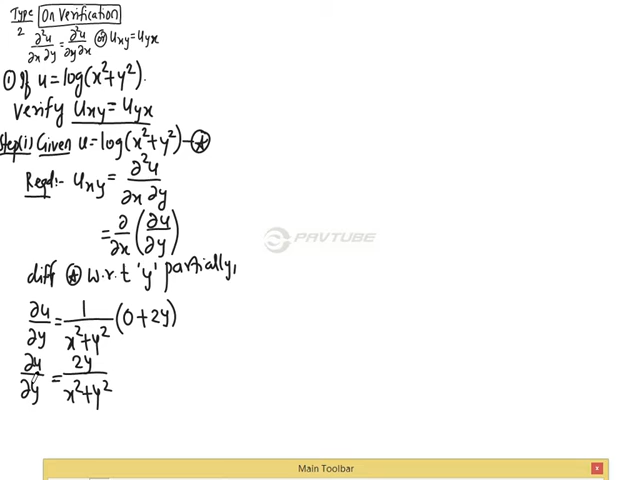 Type On Verification
2 ∂²u/∂x∂y = ∂²u/∂y∂x or uxy = uyx
① If u = log(x²+y²).
Verify uxy = uyx
Step(i) Given u = log(x²+y²) - ⊛
Reqd:- uxy = ∂²u/∂x∂y
= ∂/∂x (∂u/∂y)
diff ⊛ w.r.t 'y' partially,
∂u/∂y = 1/(x²+y²) (0+2y)
∂u/∂y = 2y/(x²+y²)
PAVTUBE
Main Toolbar
x